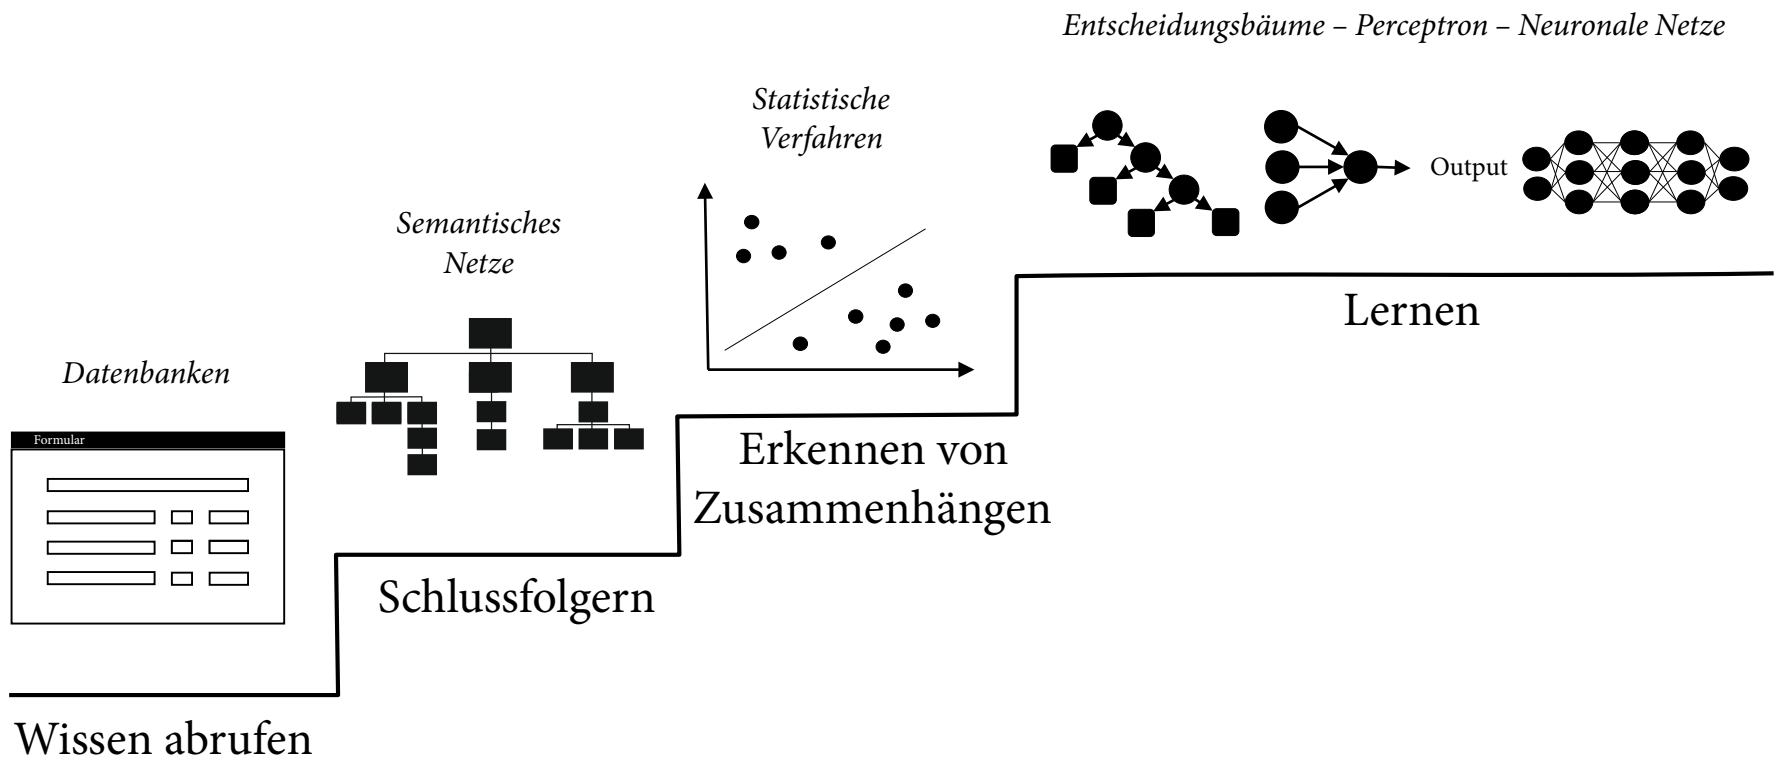 Entscheidungsbäume – Perceptron – Neuronale Netze
Statistische
Verfahren
Output
Semantisches
Netze
Lernen
Datenbanken
Formular
Erkennen von
Zusammenhängen
Schlussfolgern
Wissen abrufen